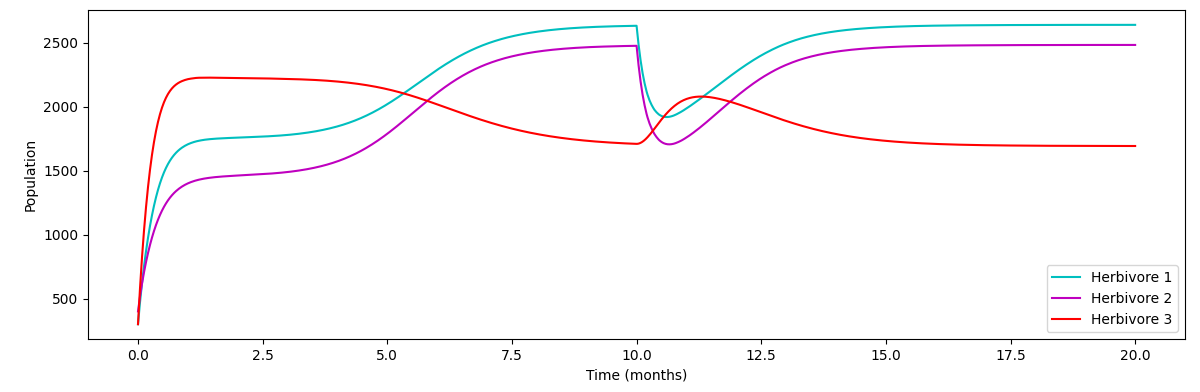 2500
2000
1500
1000
500
Population
0.0 2.5 5.0 7.5 10.0 12.5 15.0 17.5 20.0
Time (months)
Herbivore 1
Herbivore 2
Herbivore 3